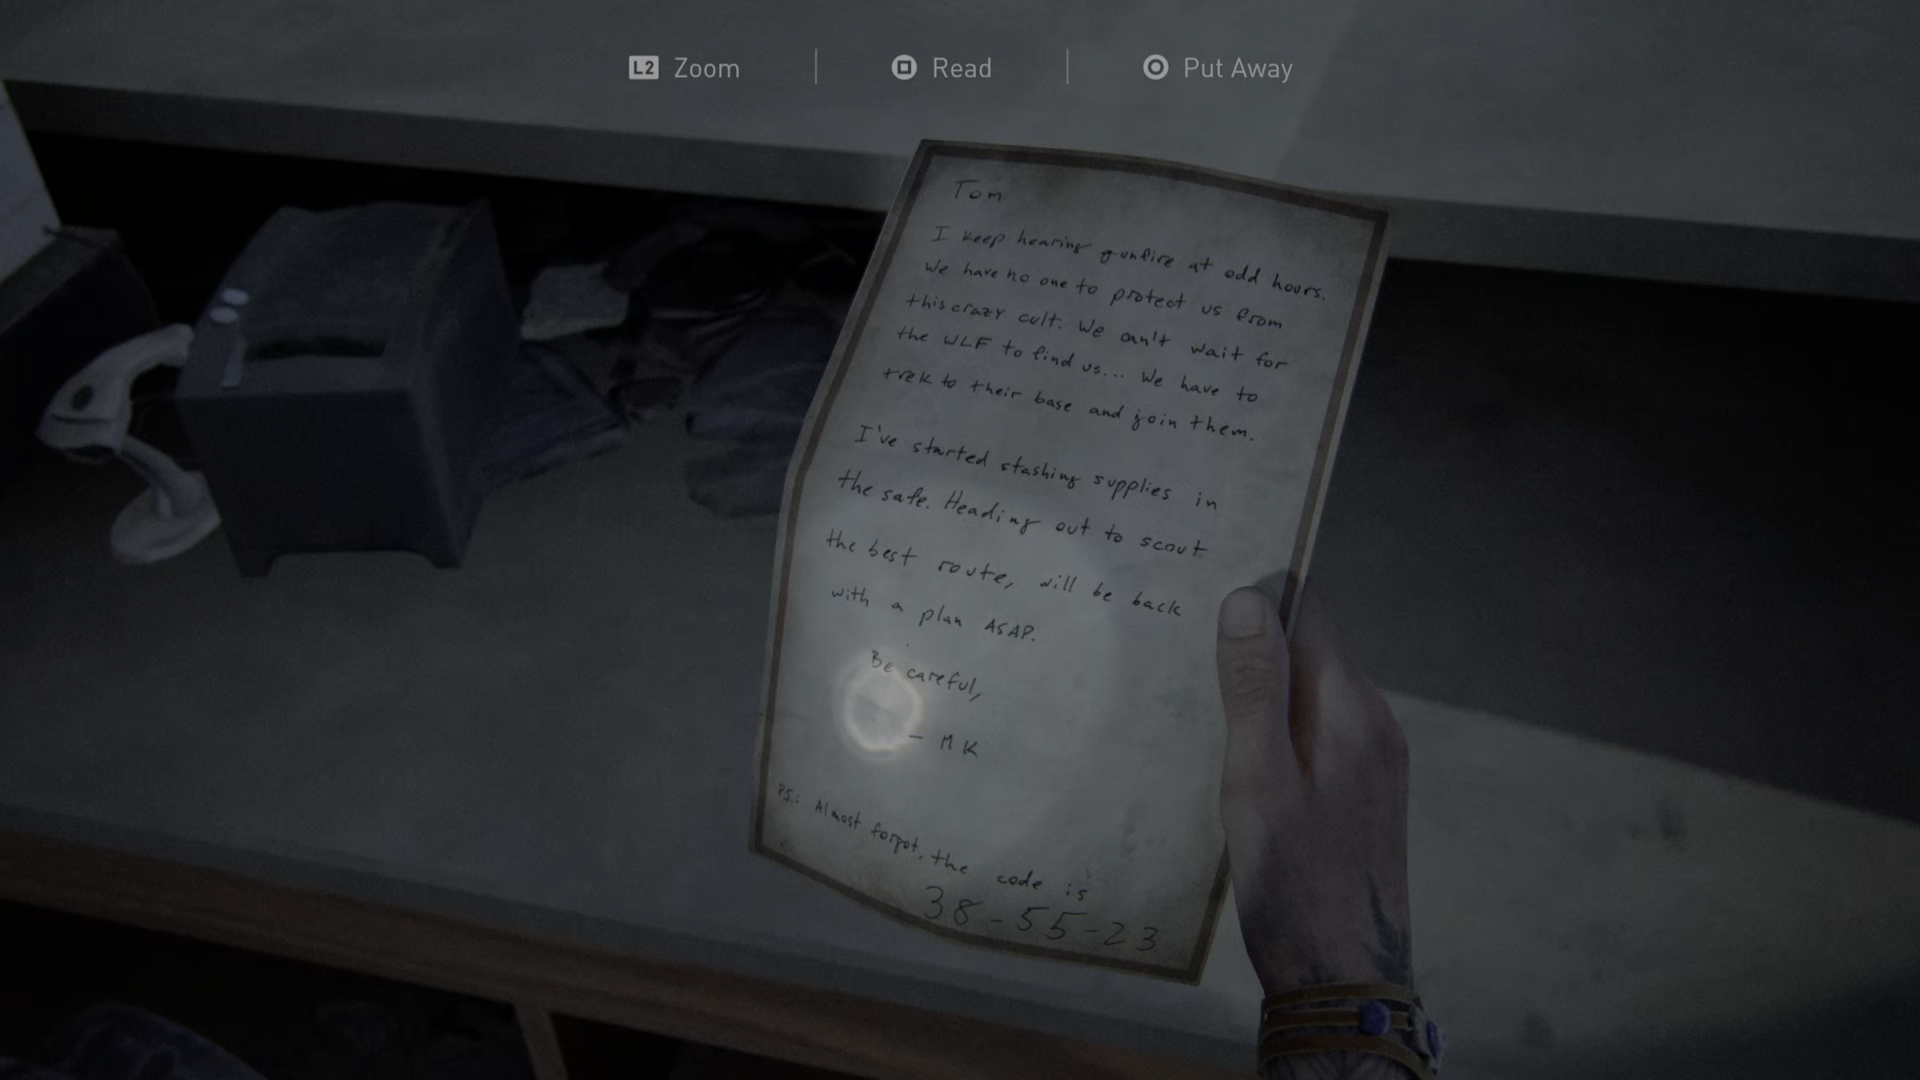 L2 Zoom | Read | Put Away
Tom
I keep hearing gunfire at odd hours.
We have no one to protect us from
this crazy cult. We can't wait for
the WLF to find us... We have to
trek to their base and join them.
I've started stashing supplies in
the safe. Heading out to scout
the best route, will be back
with a plan ASAP.
Be careful,
- MK
P.S.: Almost forgot, the code is
38-55-23